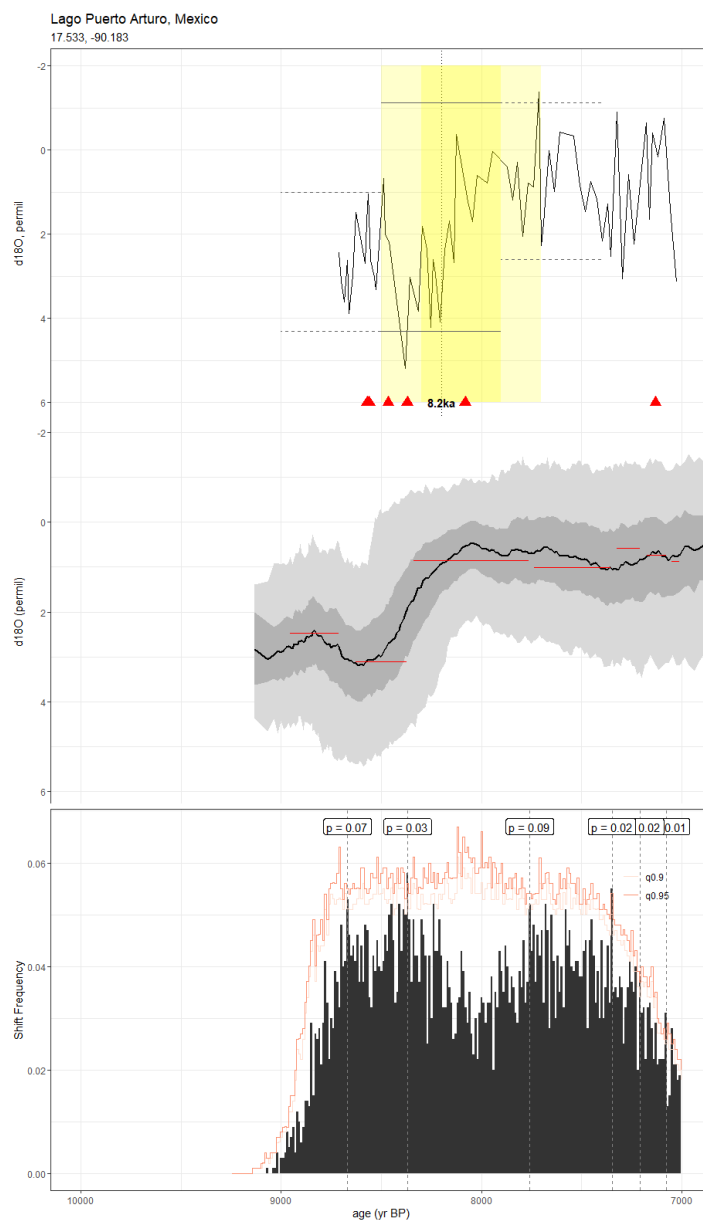 Lago Puerto Arturo, Mexico
17.533, -90.183
-2
0
2
4
6
d18O, permil
8.2ka
-2
0
2
4
6
d18O (permil)
p = 0.07
p = 0.03
p = 0.09
p = 0.02
0.02
0.01
q0.9
q0.95
0.06
0.04
0.02
0.00
Shift Frequency
10000
9000
8000
7000
age (yr BP)